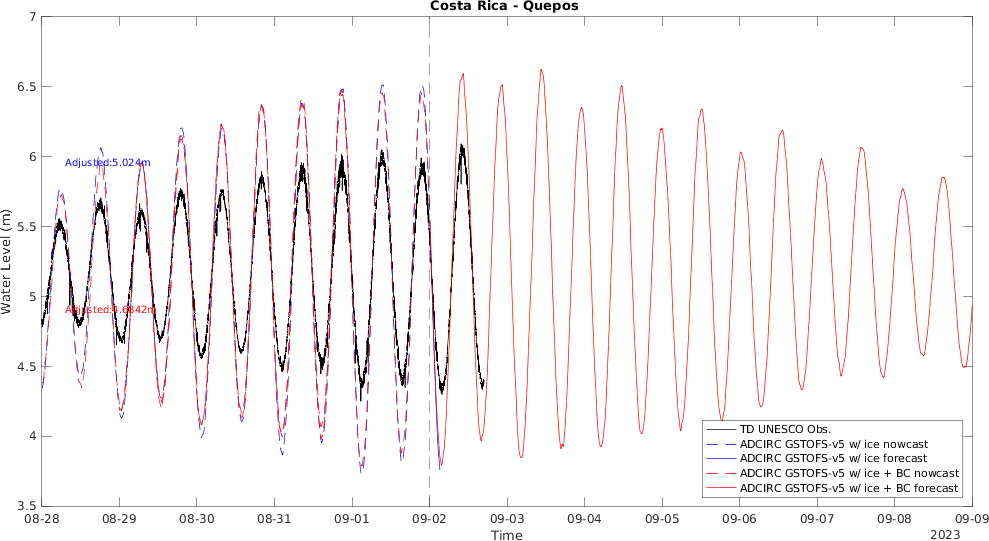 Costa Rica - Quepos
7
6.5
6
5.5
5
4.5
4
3.5
Water Level (m)
Adjusted:5.024m
TD UNESCO Obs.
ADCIRC GSTOFS-v5 w/ ice nowcast
ADCIRC GSTOFS-v5 w/ ice forecast
ADCIRC GSTOFS-v5 w/ ice + BC nowcast
ADCIRC GSTOFS-v5 w/ ice + BC forecast
08-28
08-29
08-30
08-31
09-01
09-02
09-03
09-04
09-05
09-06
09-07
09-08
09-09
Time
2023